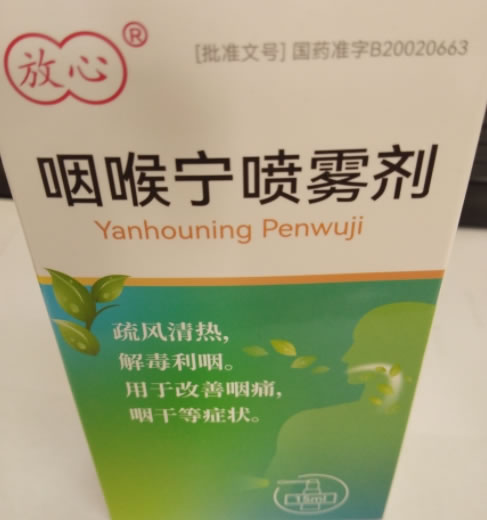 放心®
[批准文号] 国药准字B20020663
咽喉宁喷雾剂
Yanhouning Penwuji
疏风清热,
解毒利咽。
用于改善咽痛,
咽干等症状。
15ml